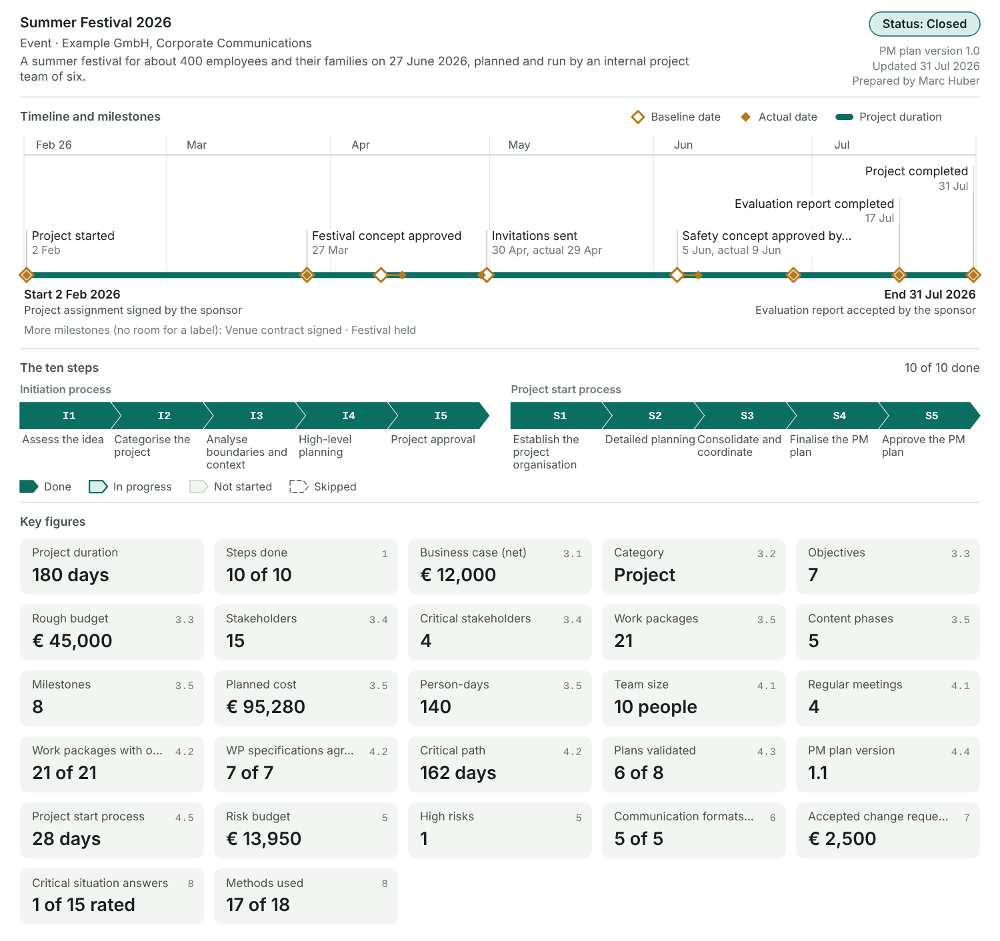 Summer Festival 2026
Status: Closed
Event · Example GmbH, Corporate Communications
A summer festival for about 400 employees and their families on 27 June 2026, planned and run by an internal project
team of six.
PM plan version 1.0
Updated 31 Jul 2026
Prepared by Marc Huber
Timeline and milestones
Baseline date
Actual date
Project duration
Feb 26
Mar
Apr
May
Jun
Jul
Project completed
31 Jul
Evaluation report completed
17 Jul
Project started
2 Feb
Festival concept approved
27 Mar
Invitations sent
30 Apr, actual 29 Apr
Safety concept approved by...
5 Jun, actual 9 Jun
Start 2 Feb 2026
Project assignment signed by the sponsor
End 31 Jul 2026
Evaluation report accepted by the sponsor
More milestones (no room for a label): Venue contract signed · Festival held
The ten steps
10 of 10 done
Initiation process
I1
I2
I3
I4
I5
Assess the idea
Categorise the
project
Analyse
boundaries and
context
High-level
planning
Project approval
Project start process
S1
S2
S3
S4
S5
Establish the
project
organisation
Detailed planning
Consolidate and
coordinate
Finalise the PM
plan
Approve the PM
plan
Done
In progress
Not started
Skipped
Key figures
Project duration
180 days
Steps done 1
10 of 10
Business case (net) 3.1
€ 12,000
Category 3.2
Project
Objectives 3.3
7
Rough budget 3.3
€ 45,000
Stakeholders 3.4
15
Critical stakeholders 3.4
4
Work packages 3.5
21
Content phases 3.5
5
Milestones 3.5
8
Planned cost 3.5
€ 95,280
Person-days 3.5
140
Team size 4.1
10 people
Regular meetings 4.1
4
Work packages with o... 4.2
21 of 21
WP specifications agr... 4.2
7 of 7
Critical path 4.2
162 days
Plans validated 4.3
6 of 8
PM plan version 4.4
1.1
Project start process 4.5
28 days
Risk budget 5
€ 13,950
High risks 5
1
Communication formats... 6
5 of 5
Accepted change reque... 7
€ 2,500
Critical situation answers 8
1 of 15 rated
Methods used 8
17 of 18